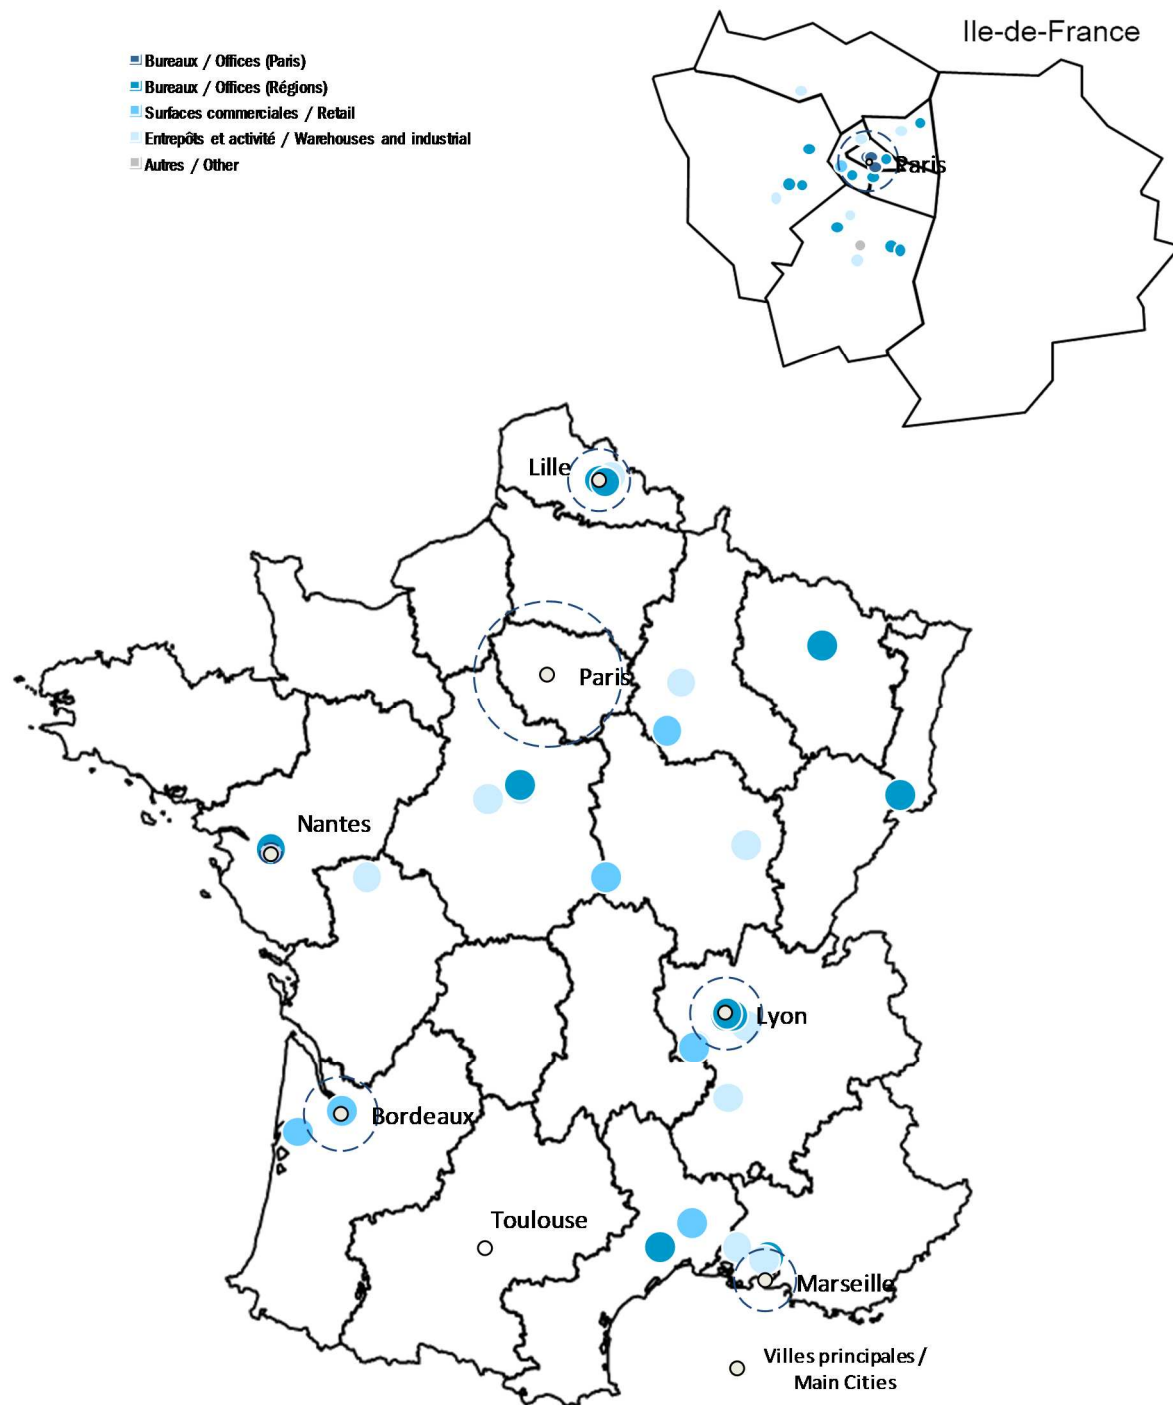 Ile-de-France
Bureaux / Offices (Paris)
Bureaux / Offices (Régions)
Surfaces commerciales / Retail
Entrepôts et activité / Warehouses and industrial
Autres / Other
Paris
Lille
Paris
Nantes
Lyon
Bordeaux
Toulouse
Marseille
Villes principales /
Main Cities